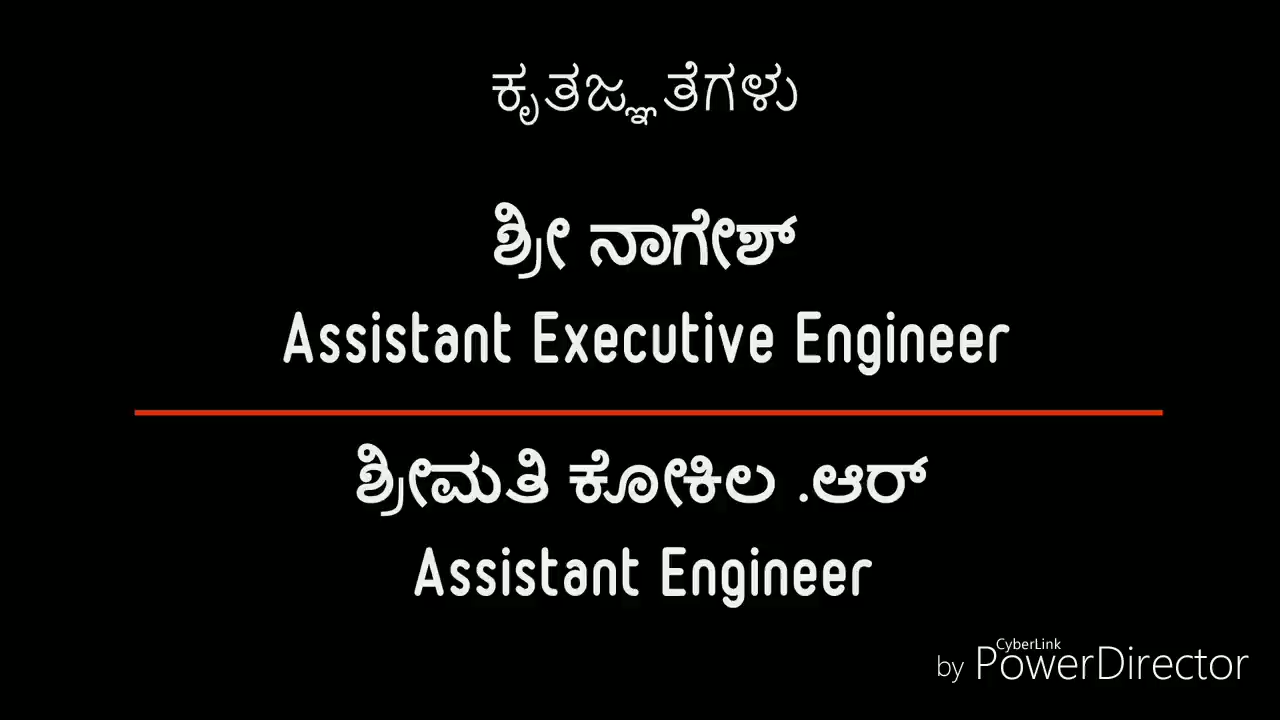 ಕೃತಜ್ಞತೆಗಳು
ಶ್ರೀ ನಾಗೇಶ್
Assistant Executive Engineer
ಶ್ರೀಮತಿ ಕೋಕಿಲ .ಆರ್
Assistant Engineer
CyberLink
by PowerDirector